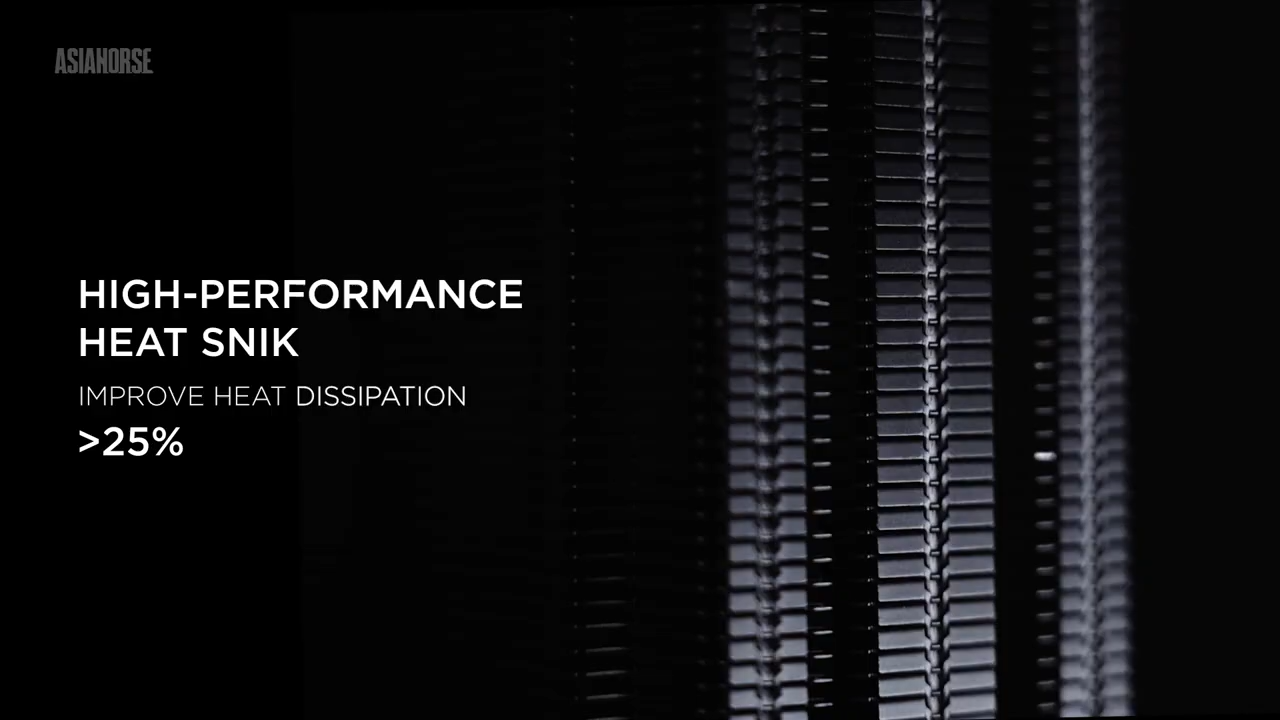 ASIAHORSE
HIGH-PERFORMANCE
HEAT SNIK
IMPROVE HEAT DISSIPATION
>25%